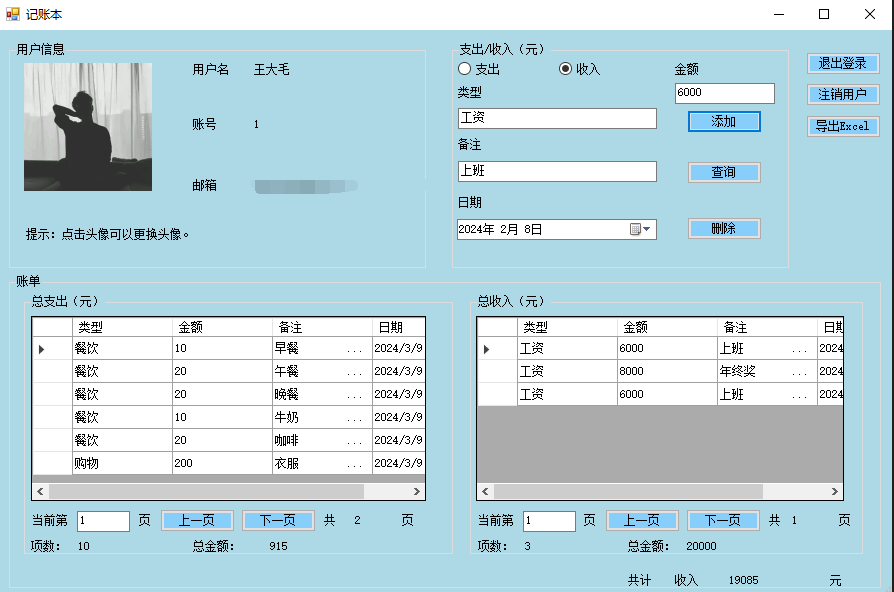 记账本
用户信息
用户名 王大毛
账号 1
邮箱
提示：点击头像可以更换头像。
支出/收入（元）
支出 收入 金额
6000
类型
工资
添加
备注
上班
查询
日期
2024年 2月 8日
删除
退出登录
注销用户
导出Excel
账单
总支出（元）
类型 金额 备注 日期
餐饮 10 早餐 ... 2024/3/9
餐饮 20 午餐 ... 2024/3/9
餐饮 20 晚餐 ... 2024/3/9
餐饮 10 牛奶 ... 2024/3/9
餐饮 20 咖啡 ... 2024/3/9
购物 200 衣服 ... 2024/3/9
当前第 1 页 上一页 下一页 共 2 页
项数： 10 总金额： 915
总收入（元）
类型 金额 备注 日期
工资 6000 上班 ... 2024
工资 8000 年终奖 ... 2024
工资 6000 上班 ... 2024
当前第 1 页 上一页 下一页 共 1 页
项数： 3 总金额： 20000
共计 收入 19085 元